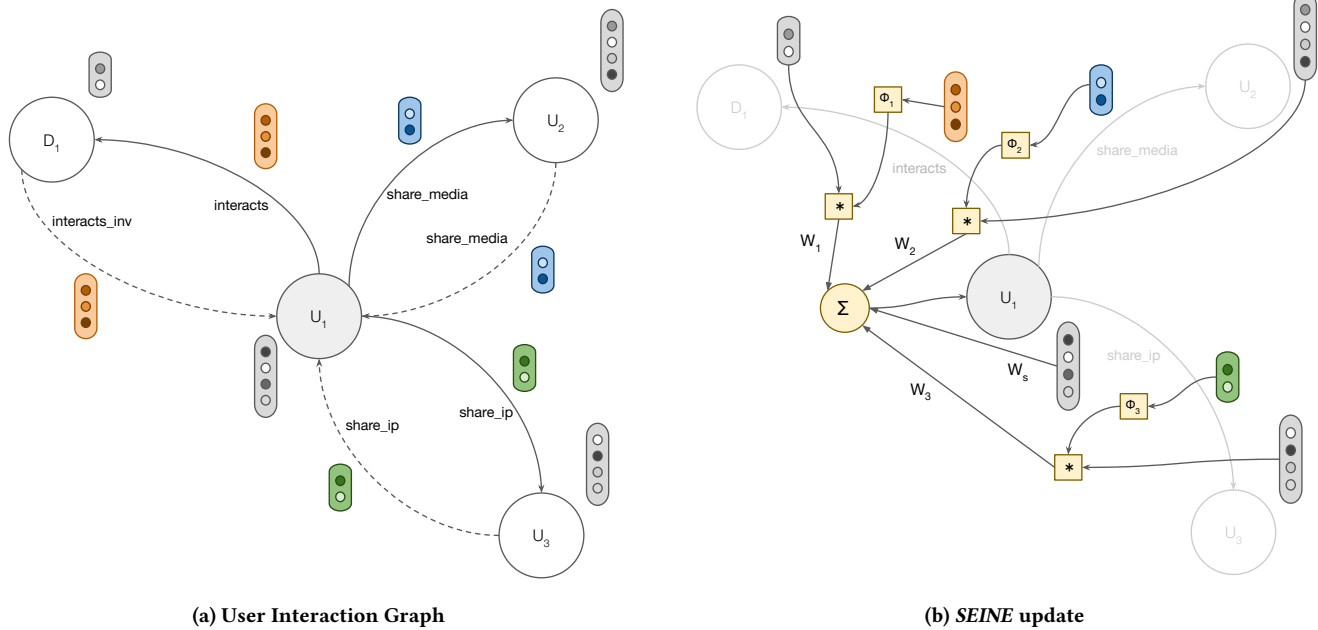 D₁
U₂
interacts
share_media
interacts_inv
share_media
U₁
share_ip
share_ip
U₃
(a) User Interaction Graph
D₁
U₂
Φ₁
Φ₂
share_media
interacts
*
*
W₁
W₂
Σ
U₁
share_ip
Wₛ
W₃
Φ₃
*
U₃
(b) SEINE update